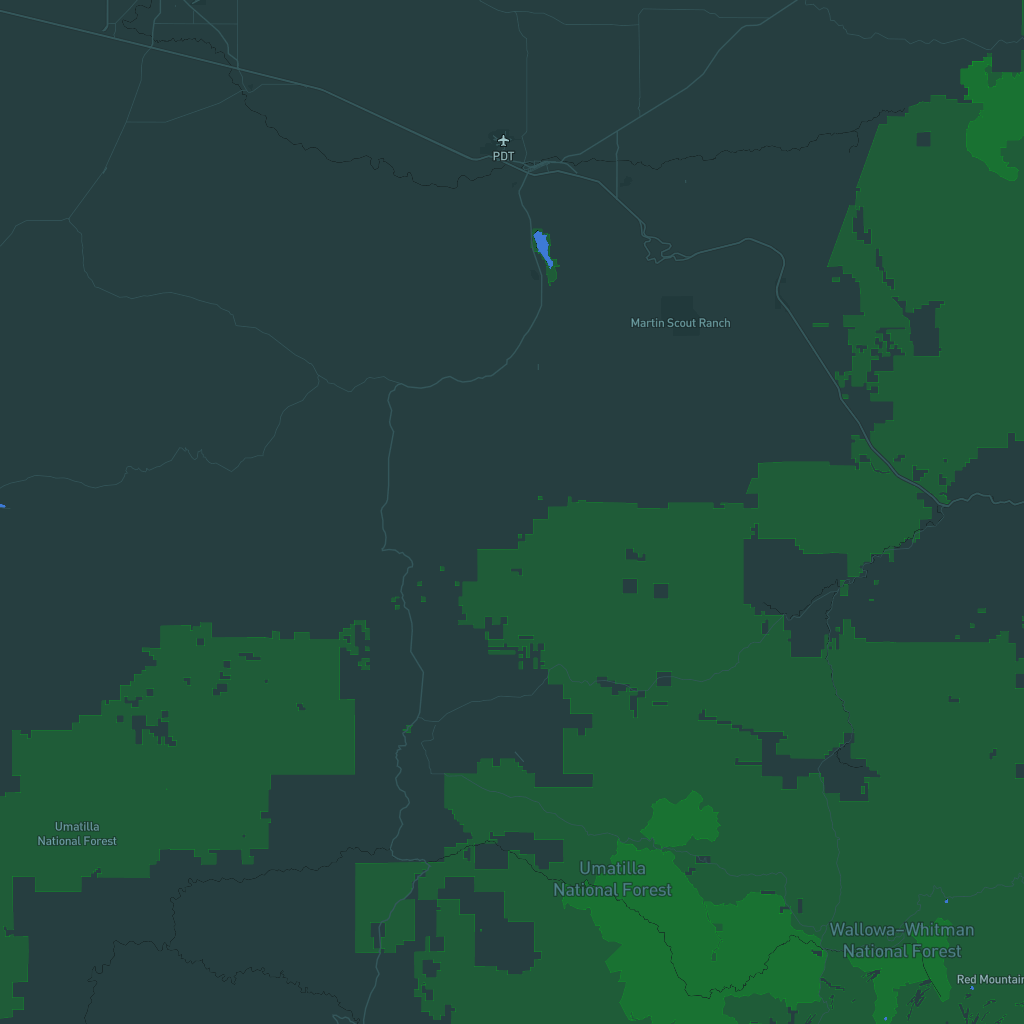 PDT
Martin Scout Ranch
Umatilla
National Forest
Umatilla
National Forest
Wallowa–Whitman
National Forest
Red Mountain